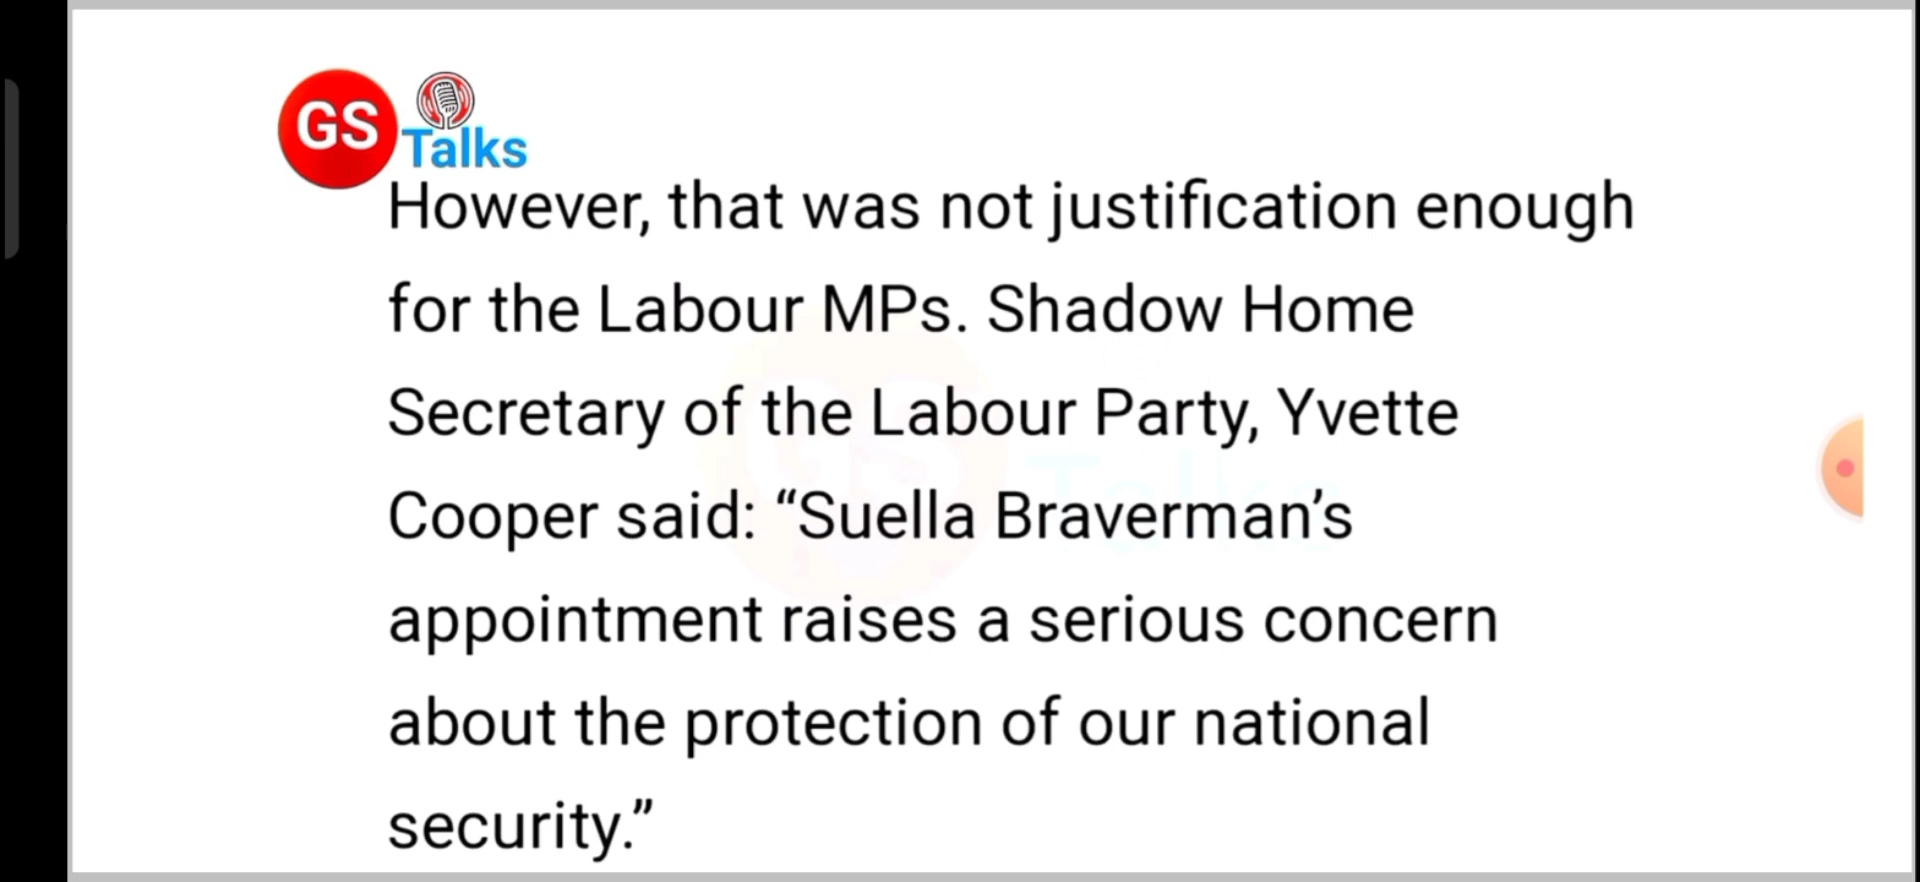 GS
Talks
However, that was not justification enough
for the Labour MPs. Shadow Home
Secretary of the Labour Party, Yvette
Cooper said: “Suella Braverman’s
appointment raises a serious concern
about the protection of our national
security.”